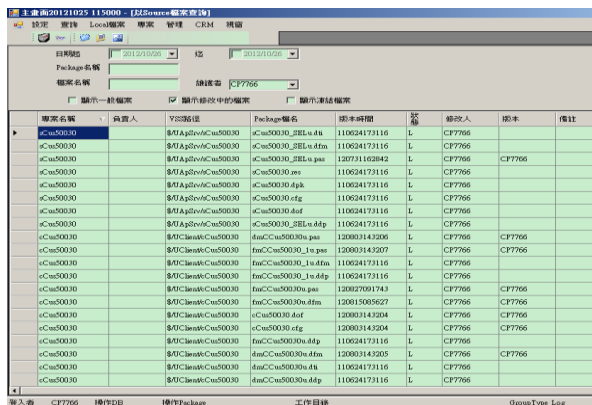 主畫面20121025 115000 - [以Source檔案查詢]
設定 查詢 Local檔案 專案 管理 CRM 視窗
日期起 2012/10/26 迄 2012/10/26
Package名稱
檔案名稱 維護者 CP7766
顯示一般檔案 顯示修改中的檔案 顯示凍結檔案
專案名稱 負責人 VSS路徑 Package檔名 版本時間 狀態 修改人 版本 備註
sCus50030 $/UApSrv/sCus50030 sCus50030_SELu.dti 110624173116 L CP7766
sCus50030 $/UApSrv/sCus50030 sCus50030_SELu.dfm 110624173116 L CP7766
sCus50030 $/UApSrv/sCus50030 sCus50030_SELu.pas 120731162842 L CP7766 CP7766
sCus50030 $/UApSrv/sCus50030 sCus50030.res 110624173116 L CP7766
sCus50030 $/UApSrv/sCus50030 sCus50030.dpk 110624173116 L CP7766
sCus50030 $/UApSrv/sCus50030 sCus50030.cfg 110624173116 L CP7766
sCus50030 $/UApSrv/sCus50030 sCus50030.dof 110624173116 L CP7766
sCus50030 $/UApSrv/sCus50030 sCus50030_SELu.ddp 110624173116 L CP7766
cCus50030 $/UClient/cCus50030 dmCCus50030u.pas 120803143206 L CP7766 CP7766
cCus50030 $/UClient/cCus50030 fmCCus50030_1u.pas 120803143207 L CP7766 CP7766
cCus50030 $/UClient/cCus50030 fmCCus50030_1u.dfm 110624173116 L CP7766
cCus50030 $/UClient/cCus50030 fmCCus50030_1u.ddp 110624173116 L CP7766
cCus50030 $/UClient/cCus50030 fmCCus50030u.pas 120827091743 L CP7766 CP7766
cCus50030 $/UClient/cCus50030 fmCCus50030u.dfm 120815085627 L CP7766 CP7766
cCus50030 $/UClient/cCus50030 cCus50030.dof 120803143204 L CP7766 CP7766
cCus50030 $/UClient/cCus50030 cCus50030.cfg 120803143204 L CP7766 CP7766
cCus50030 $/UClient/cCus50030 fmCCus50030u.ddp 110624173116 L CP7766
cCus50030 $/UClient/cCus50030 dmCCus50030u.dfm 120803143205 L CP7766 CP7766
cCus50030 $/UClient/cCus50030 dmCCus50030u.dti 110624173116 L CP7766
cCus50030 $/UClient/cCus50030 dmCCus50030u.ddp 110624173116 L CP7766
登入者 CP7766 操作DB 操作Package 工作目錄 GroupType Log